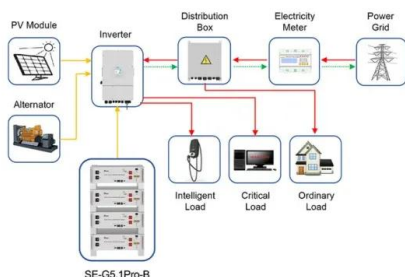 PV Module
Inverter
Distribution
Box
Electricity
Meter
Power
Grid
Alternator
Intelligent
Load
Critical
Load
Ordinary
Load
SE-G5.1Pro-B